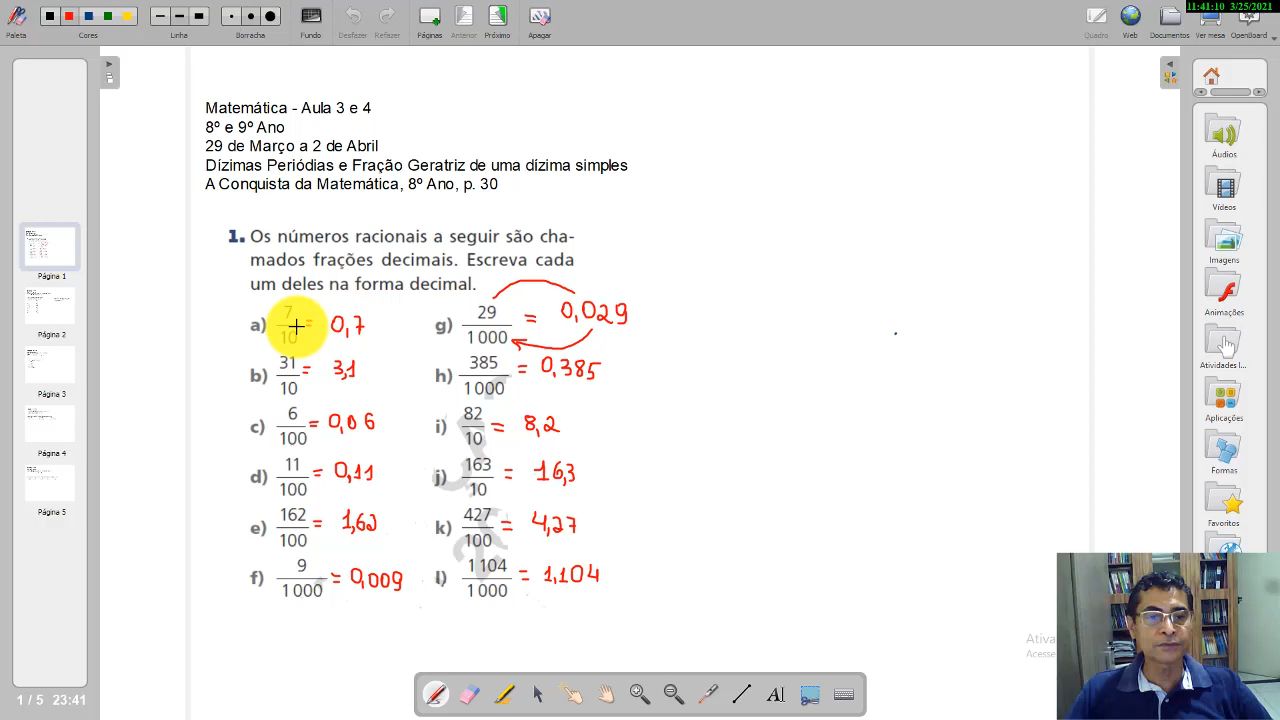 11:41:10 3/25/2021
Paleta Cores Linha Borracha Fundo Desfazer Refazer Páginas Anterior Próximo Apagar Quadro Web Documentos Ver mesa OpenBoard
Matemática - Aula 3 e 4
8º e 9º Ano
29 de Março a 2 de Abril
Dízimas Periódias e Fração Geratriz de uma dízima simples
A Conquista da Matemática, 8º Ano, p. 30
1. Os números racionais a seguir são cha-
mados frações decimais. Escreva cada
um deles na forma decimal.
a) 7/10 = 0,7
b) 31/10 = 3,1
c) 6/100 = 0,06
d) 11/100 = 0,11
e) 162/100 = 1,62
f) 9/1000 = 0,009
g) 29/1000 = 0,029
h) 385/1000 = 0,385
i) 82/10 = 8,2
j) 163/10 = 16,3
k) 427/100 = 4,27
l) 1104/1000 = 1,104
Página 1
Página 2
Página 3
Página 4
Página 5
1 / 5 23:41
Áudios
Vídeos
Imagens
Animações
Atividades I...
Aplicações
Formas
Favoritos
Ativa
Acesse